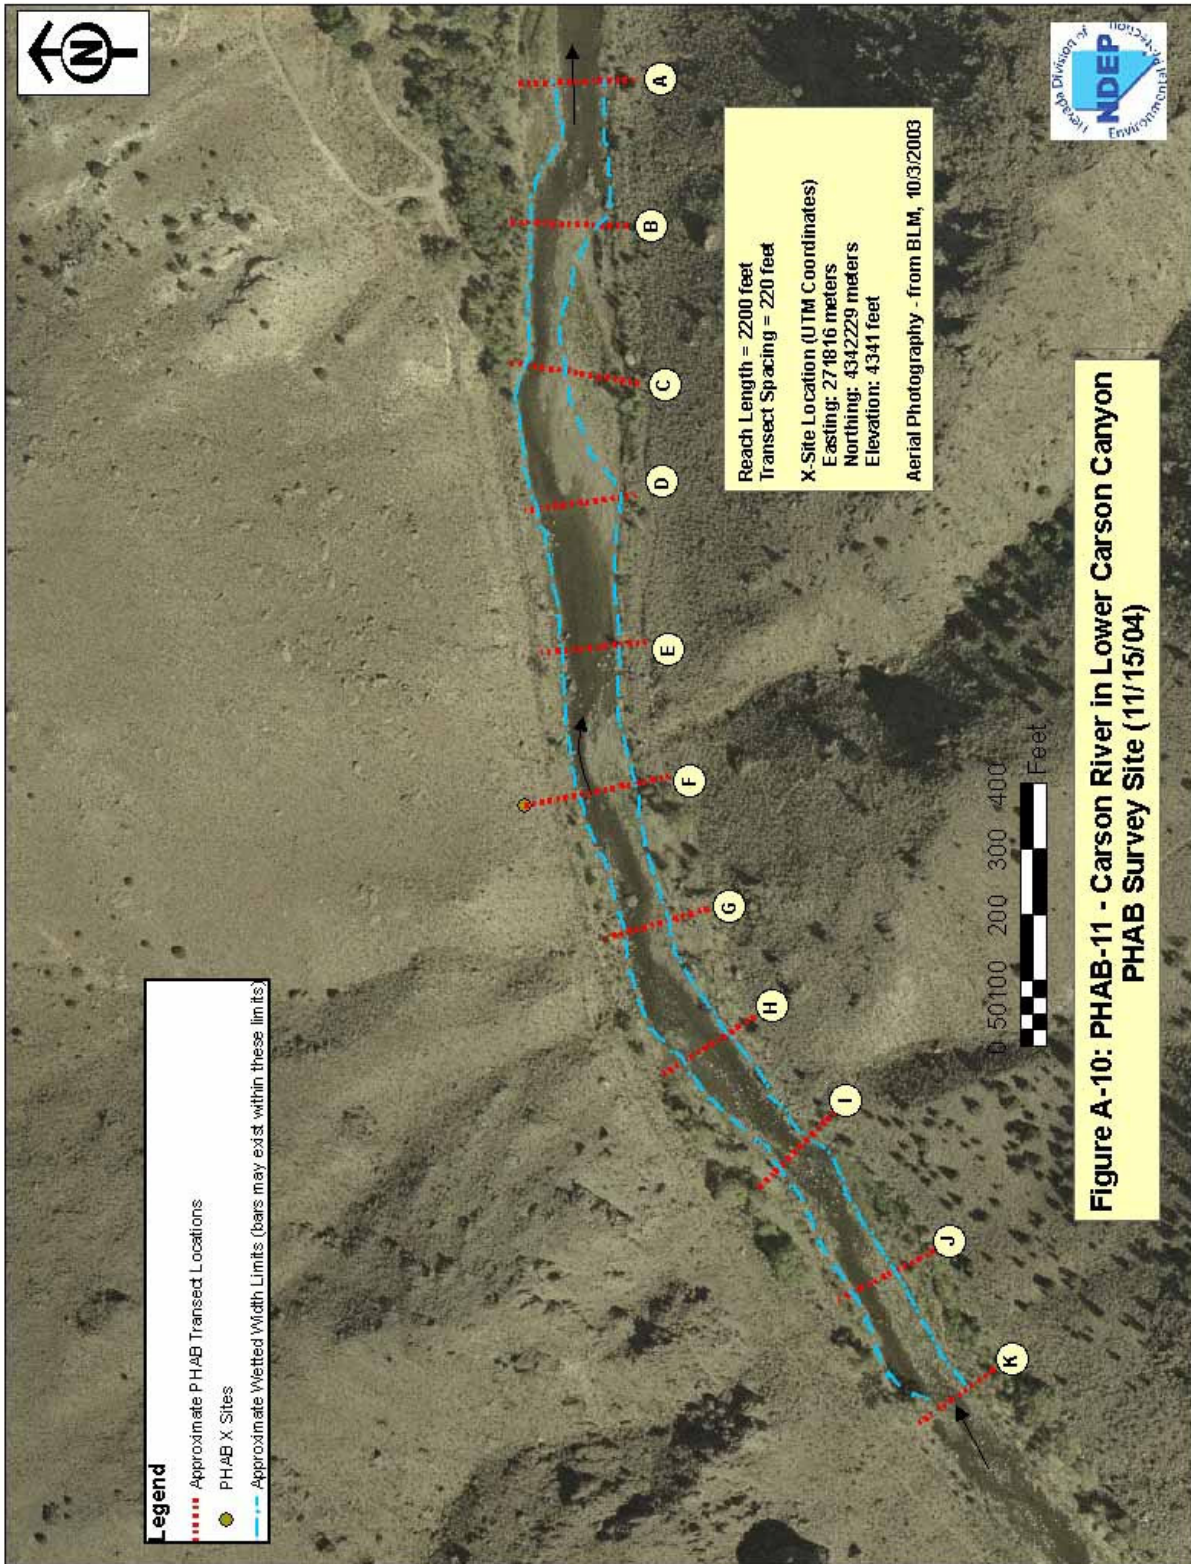 N
Legend
Approximate PHAB Transect Locations
PHAB X Sites
Approximate Wetted Width Limits (bars may exist within these limits)
A
B
C
D
E
F
G
H
I
J
K
Reach Length = 2200 feet
Transect Spacing = 220 feet
X-Site Location (UTM Coordinates)
Easting: 271816 meters
Northing: 4342229 meters
Elevation: 4341 feet
Aerial Photography - from BLM, 10/3/2003
0 50 100 200 300 400
Feet
Nevada Division of
NDEP
Environmental Protection
Figure A-10: PHAB-11 - Carson River in Lower Carson Canyon
PHAB Survey Site (11/15/04)